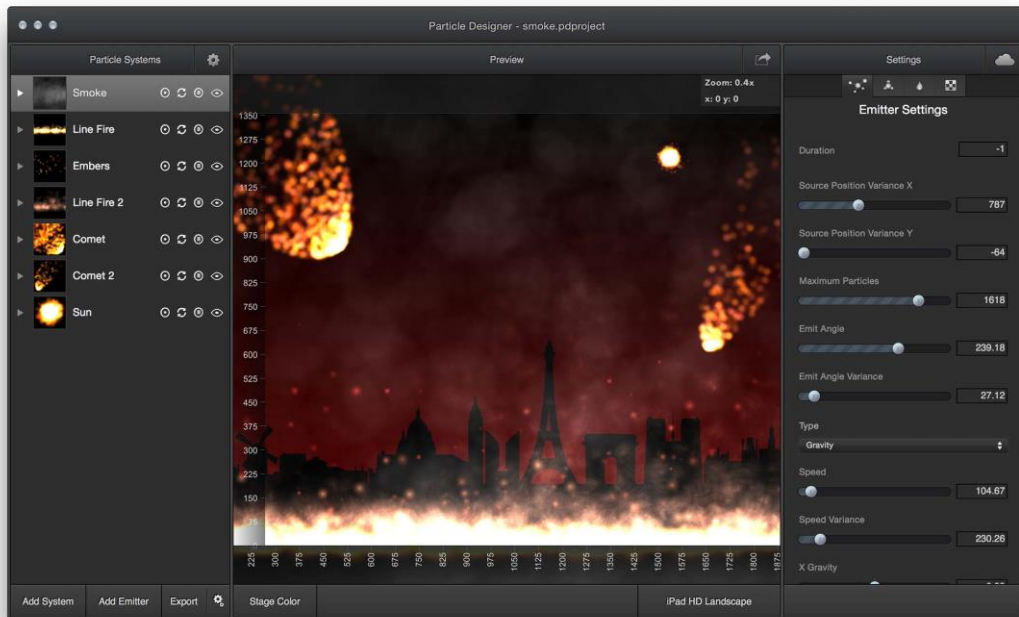 Particle Designer - smoke.pdproject
Particle Systems
Preview
Settings
Smoke
Line Fire
Embers
Line Fire 2
Comet
Comet 2
Sun
Zoom: 0.4x
x: 0 y: 0
1350
1275
1200
1125
1050
975
900
825
750
675
600
525
450
375
300
225
150
75
0
225 300 375 450 525 600 675 750 825 900 975 1050 1125 1200 1275 1350 1425 1500 1575 1650 1725 1800 1875
Emitter Settings
Duration -1
Source Position Variance X
787
Source Position Variance Y
-64
Maximum Particles
1618
Emit Angle
239.18
Emit Angle Variance
27.12
Type
Gravity
Speed
104.67
Speed Variance
230.26
X Gravity
Add System Add Emitter Export Stage Color iPad HD Landscape